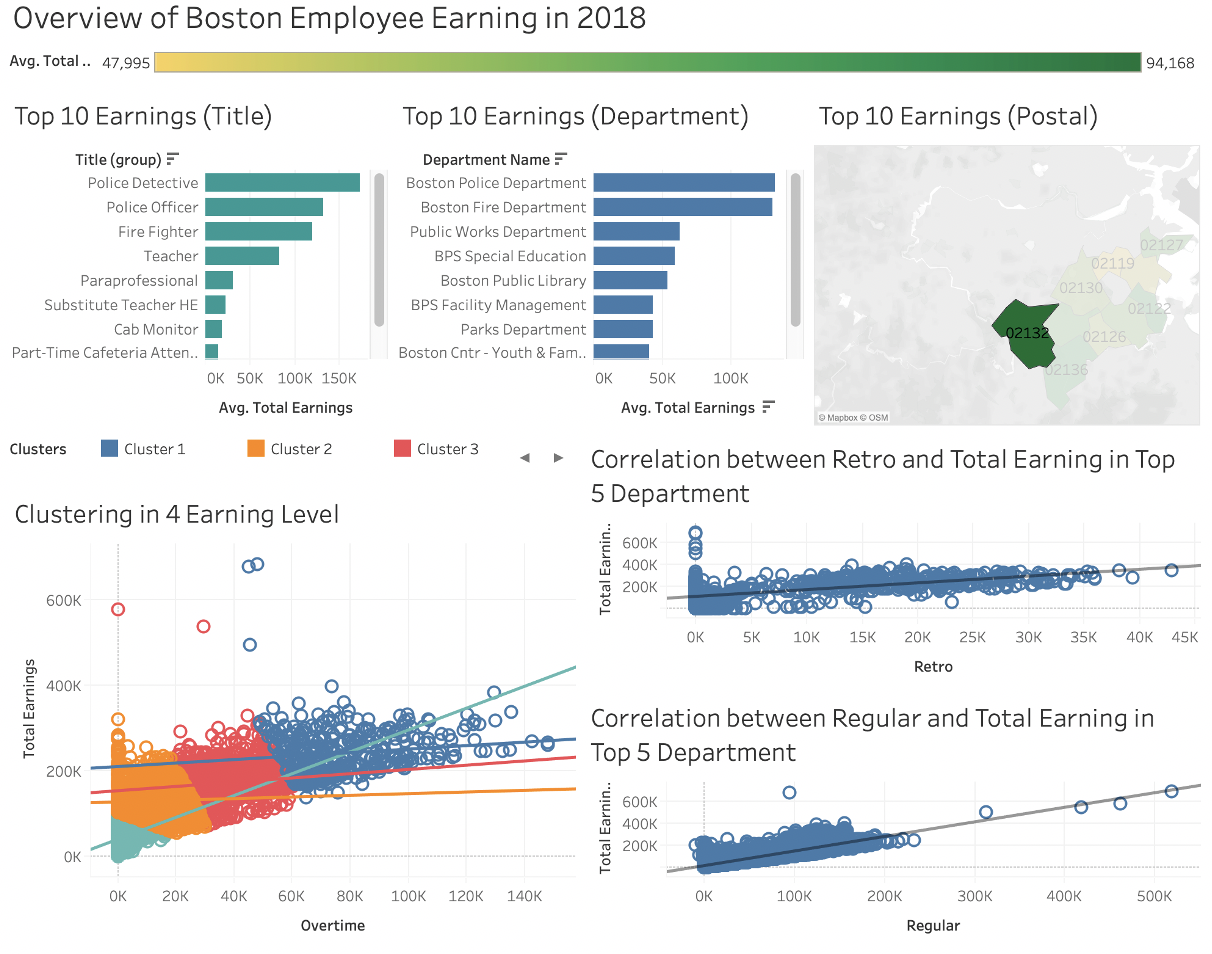 Overview of Boston Employee Earning in 2018
Avg. Total .. 47,995 94,168
Top 10 Earnings (Title)
Title (group)
Police Detective
Police Officer
Fire Fighter
Teacher
Paraprofessional
Substitute Teacher HE
Cab Monitor
Part-Time Cafeteria Atten..
0K 50K 100K 150K
Avg. Total Earnings
Top 10 Earnings (Department)
Department Name
Boston Police Department
Boston Fire Department
Public Works Department
BPS Special Education
Boston Public Library
BPS Facility Management
Parks Department
Boston Cntr - Youth & Fam..
0K 50K 100K
Avg. Total Earnings
Top 10 Earnings (Postal)
02127
02119
02130
02122
02132
02126
02136
© Mapbox © OSM
Clusters Cluster 1 Cluster 2 Cluster 3
Clustering in 4 Earning Level
Total Earnings
600K
400K
200K
0K
0K 20K 40K 60K 80K 100K 120K 140K
Overtime
Correlation between Retro and Total Earning in Top
5 Department
Total Earnin..
600K
400K
200K
0K 5K 10K 15K 20K 25K 30K 35K 40K 45K
Retro
Correlation between Regular and Total Earning in
Top 5 Department
Total Earnin..
600K
400K
200K
0K 100K 200K 300K 400K 500K
Regular